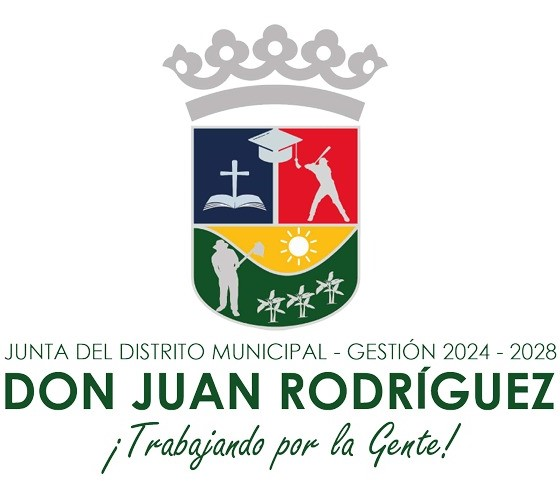 JUNTA DEL DISTRITO MUNICIPAL - GESTIÓN 2024 - 2028
DON JUAN RODRÍGUEZ
¡Trabajando por la Gente!